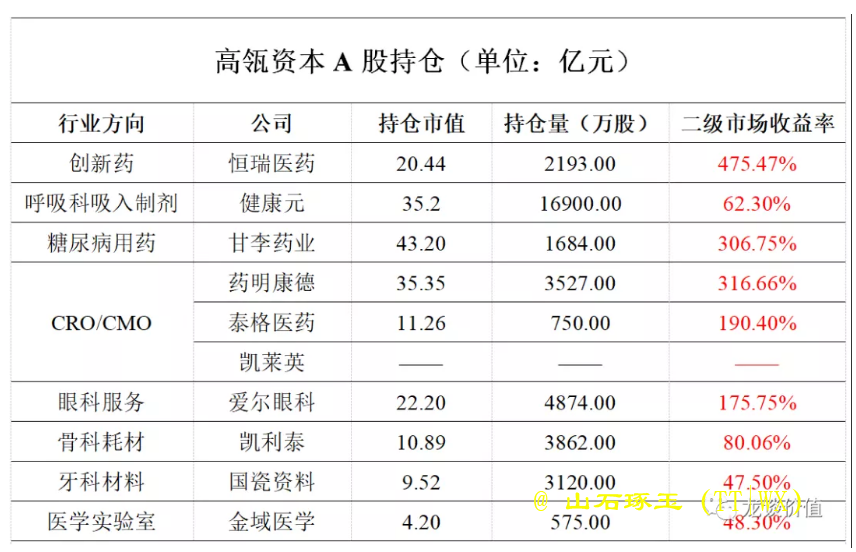 高瓴资本 A 股持仓（单位：亿元）
行业方向 公司 持仓市值 持仓量（万股） 二级市场收益率
创新药 恒瑞医药 20.44 2193.00 475.47%
呼吸科吸入制剂 健康元 35.2 16900.00 62.30%
糖尿病用药 甘李药业 43.20 1684.00 306.75%
药明康德 35.35 3527.00 316.66%
CRO/CMO 泰格医药 11.26 750.00 190.40%
凯莱英 —— —— ——
眼科服务 爱尔眼科 22.20 4874.00 175.75%
骨科耗材 凯利泰 10.89 3862.00 80.06%
牙科材料 国瓷资料 9.52 3120.00 47.50%
@ 山石琢玉 (TTTWX)
医学实验室 金域医学 4.20 575.00 48.30%